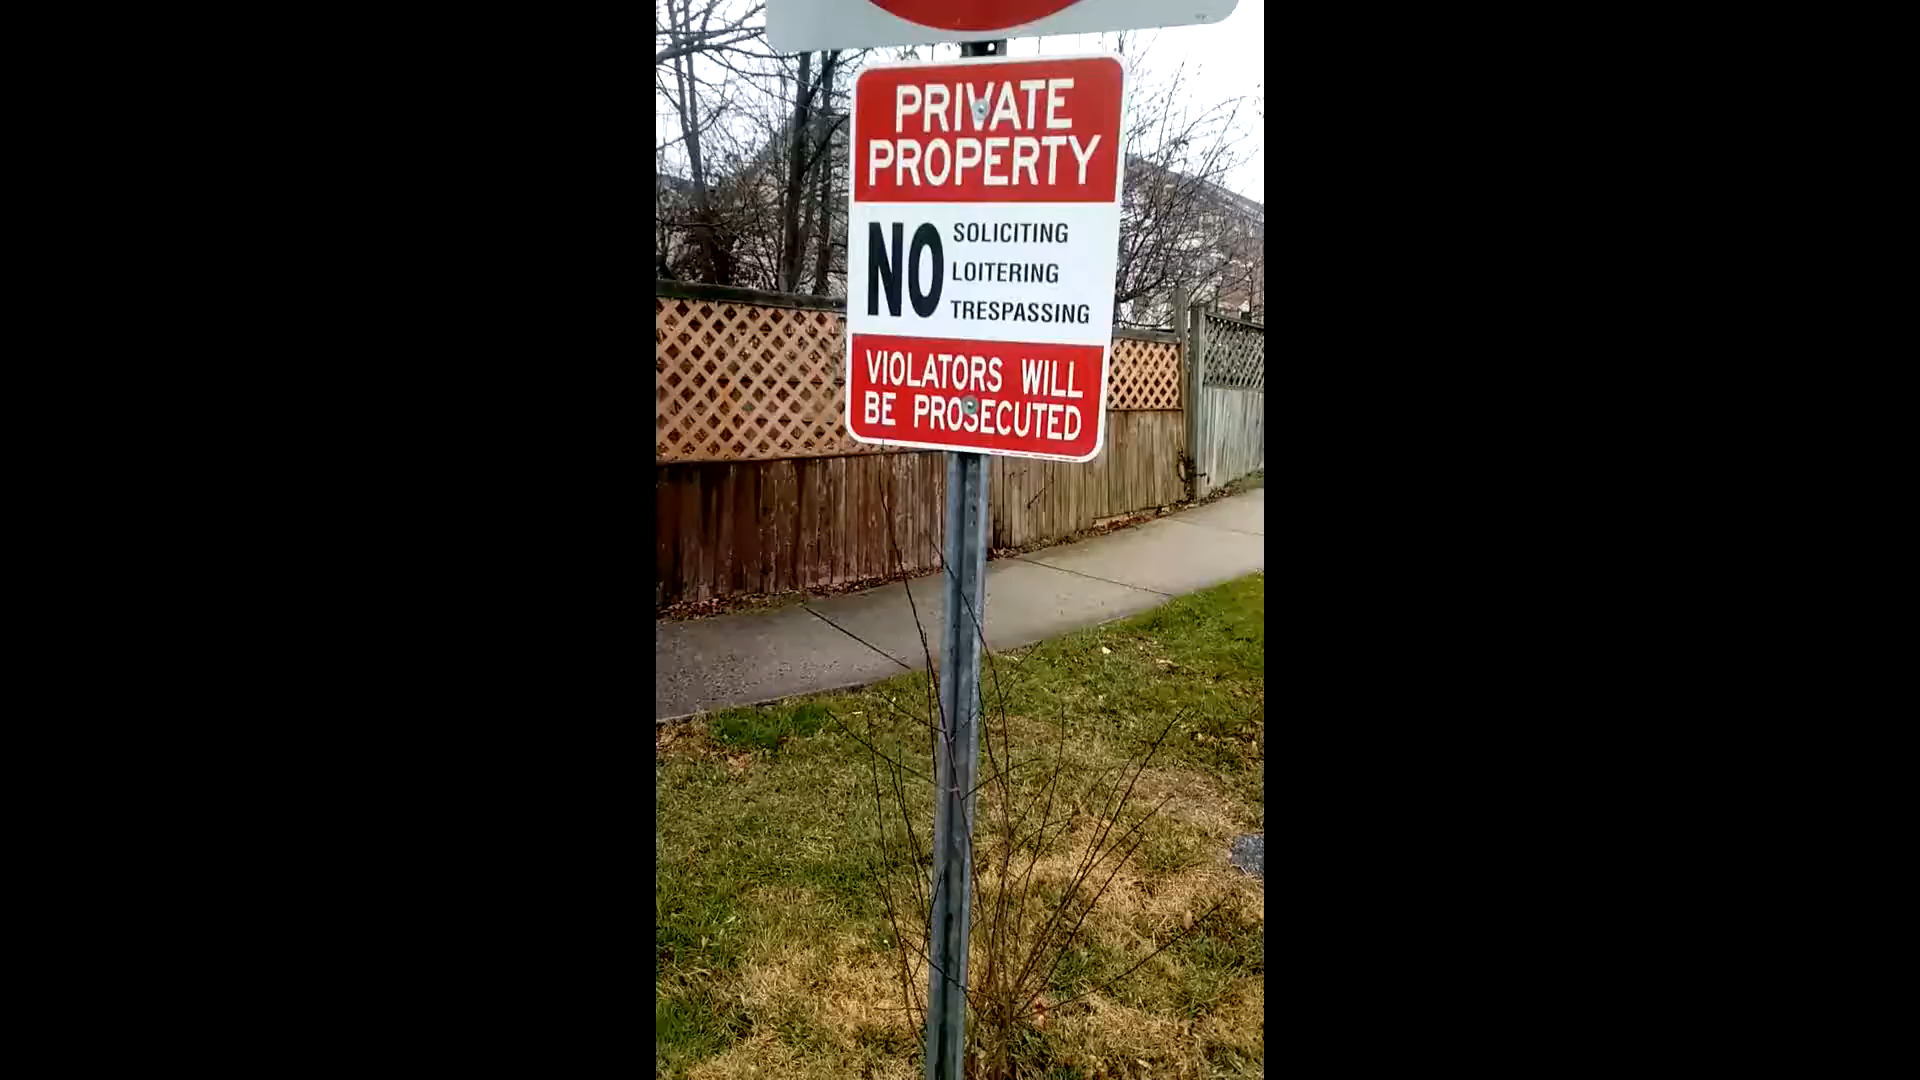 PRIVATE
PROPERTY
NO SOLICITING
LOITERING
TRESPASSING
VIOLATORS WILL
BE PROSECUTED